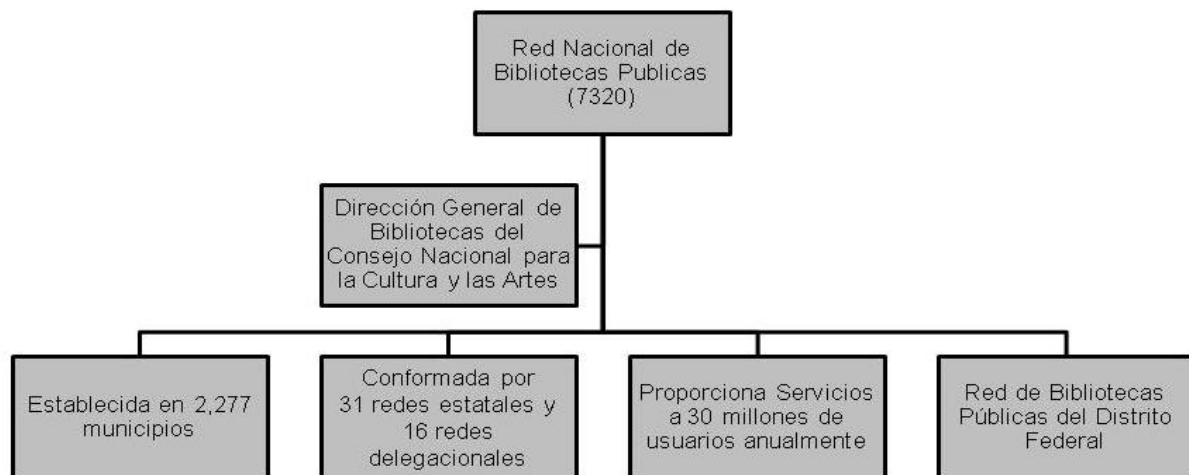 Red Nacional de
Bibliotecas Publicas
(7320)
Dirección General de
Bibliotecas del
Consejo Nacional para
la Cultura y las Artes
Establecida en 2,277
municipios
Conformada por
31 redes estatales y
16 redes
delegacionales
Proporciona Servicios
a 30 millones de
usuarios anualmente
Red de Bibliotecas
Públicas del Distrito
Federal